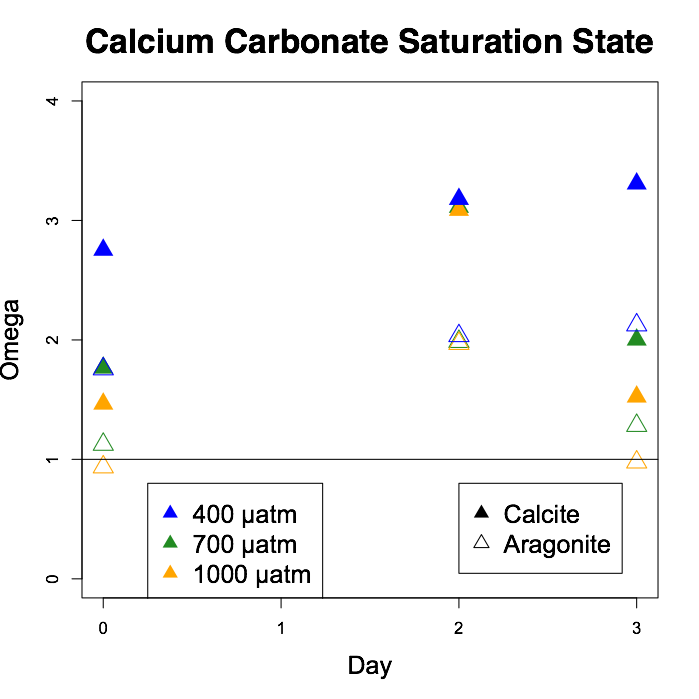 Calcium Carbonate Saturation State
Omega
4
3
2
1
0
400 µatm
700 µatm
1000 µatm
Calcite
Aragonite
0 1 2 3
Day